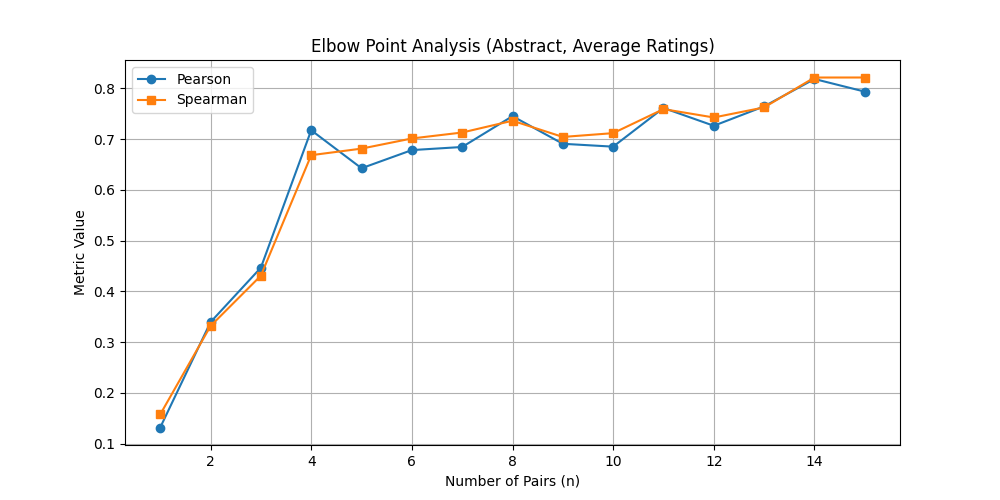 Elbow Point Analysis (Abstract, Average Ratings)
Pearson
Spearman
Metric Value
0.8
0.7
0.6
0.5
0.4
0.3
0.2
0.1
2 4 6 8 10 12 14
Number of Pairs (n)